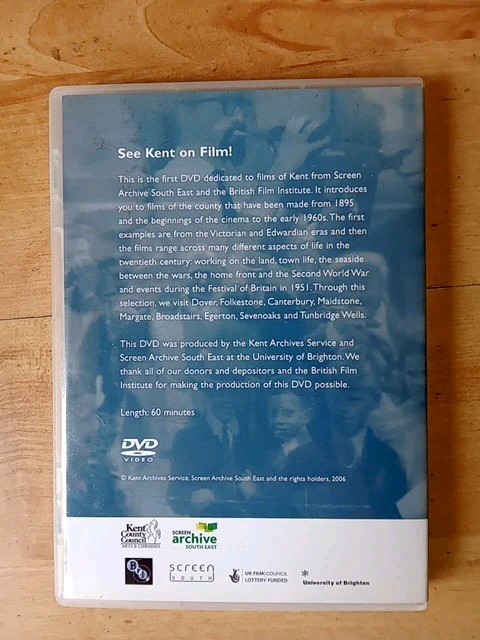 See Kent on Film!
This is the first DVD dedicated to films of Kent from Screen
Archive South East and the British Film Institute. It introduces
you to films of the county that have been made from 1895
and the beginnings of the cinema to the early 1960s. The first
examples are from the Victorian and Edwardian eras and then
the films range across many different aspects of life in the
twentieth century: working on the land, town life, the seaside
between the wars, the home front and the Second World War
and events during the Festival of Britain in 1951. Through this
selection, we visit Dover, Folkestone, Canterbury, Maidstone,
Margate, Broadstairs, Egerton, Sevenoaks and Tunbridge Wells.
This DVD was produced by the Kent Archives Service and
Screen Archive South East at the University of Brighton. We
thank all of our donors and depositors and the British Film
Institute for making the production of this DVD possible.
Length: 60 minutes
DVD
VIDEO
© Kent Archives Service, Screen Archive South East and the rights holders, 2006
Kent
County
Council
ARTS & LIBRARIES
SCREEN
archive
SOUTH EAST
BFI
SCREEN
SOUTH
UK FILM COUNCIL
LOTTERY FUNDED
University of Brighton